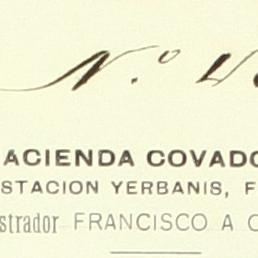 N.º 4
ACIENDA COVADO
STACION YERBANIS, F
strador FRANCISCO A